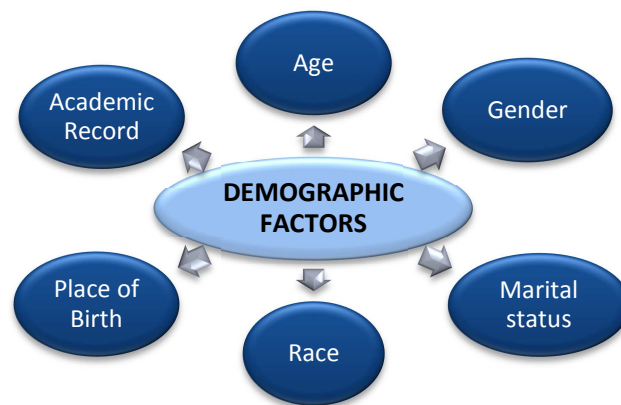 Age
Academic
Record
Gender
DEMOGRAPHIC
FACTORS
Place of
Birth
Marital
status
Race